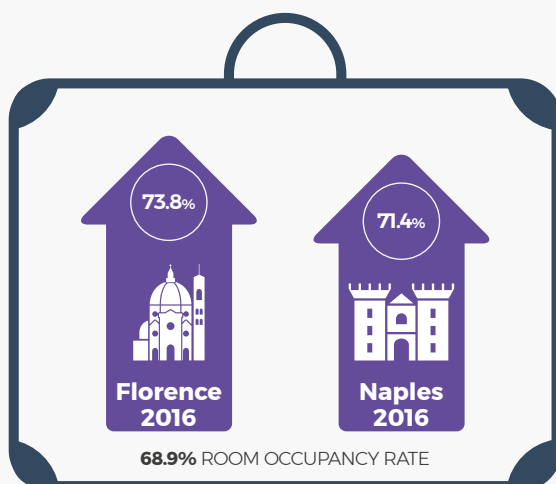 73.8%
71.4%
Florence
2016
Naples
2016
68.9% ROOM OCCUPANCY RATE